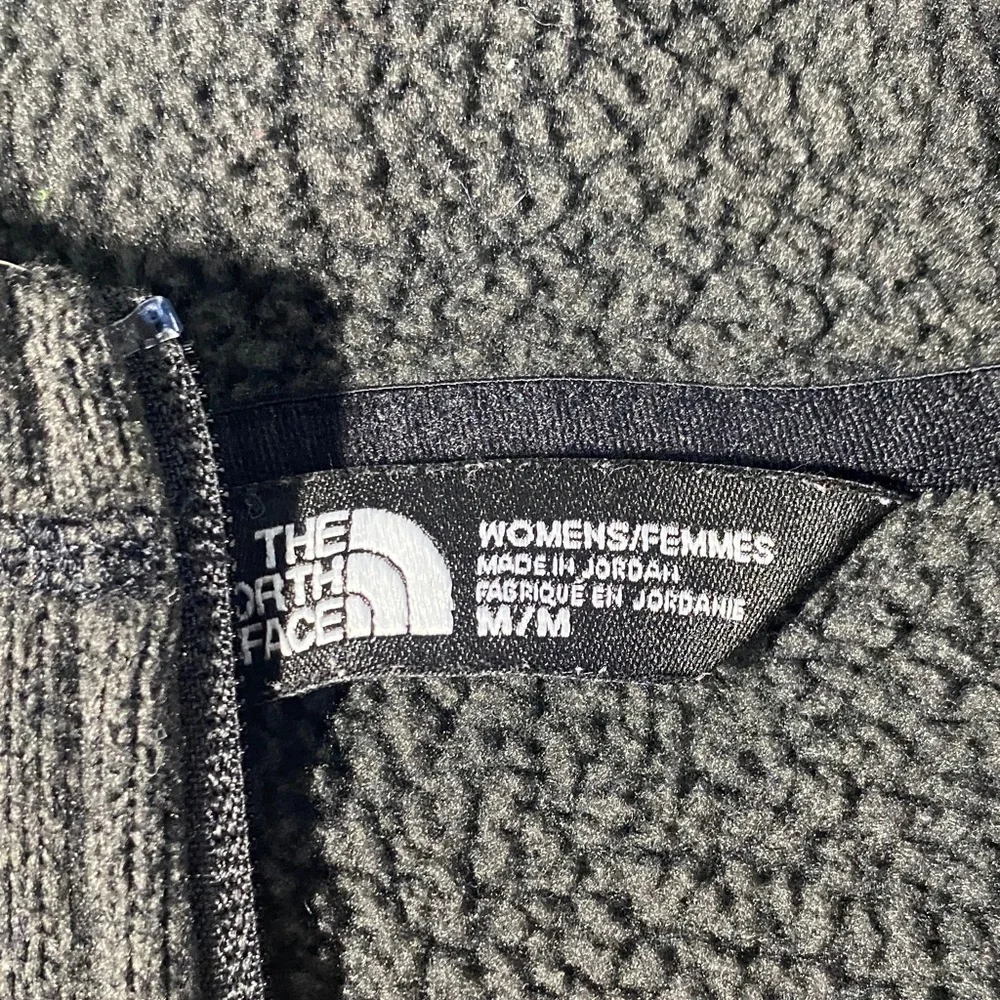 THE
ORTH
FACE
WOMENS/FEMMES
MADE IN JORDAN
FABRIQUÉ EN JORDANIE
M/M